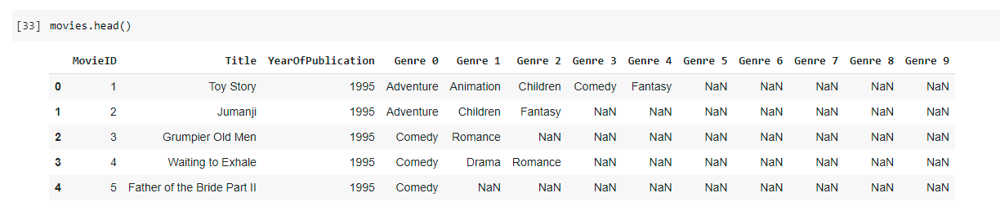 [33] movies.head()
MovieID Title YearOfPublication Genre 0 Genre 1 Genre 2 Genre 3 Genre 4 Genre 5 Genre 6 Genre 7 Genre 8 Genre 9
0 1 Toy Story 1995 Adventure Animation Children Comedy Fantasy NaN NaN NaN NaN NaN
1 2 Jumanji 1995 Adventure Children Fantasy NaN NaN NaN NaN NaN NaN NaN
2 3 Grumpier Old Men 1995 Comedy Romance NaN NaN NaN NaN NaN NaN NaN NaN
3 4 Waiting to Exhale 1995 Comedy Drama Romance NaN NaN NaN NaN NaN NaN NaN
4 5 Father of the Bride Part II 1995 Comedy NaN NaN NaN NaN NaN NaN NaN NaN NaN